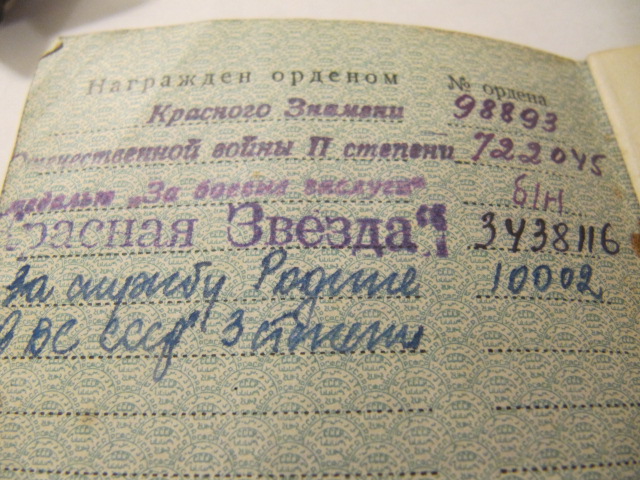 Награжден орденом № ордена
Красного Знамени 98893
Отечественной войны II степени 722045
медалью „За боевые заслуги" б/н
Красная Звезда" 3438116
За службу Родине 10002
в ВС СССР" 3 степени